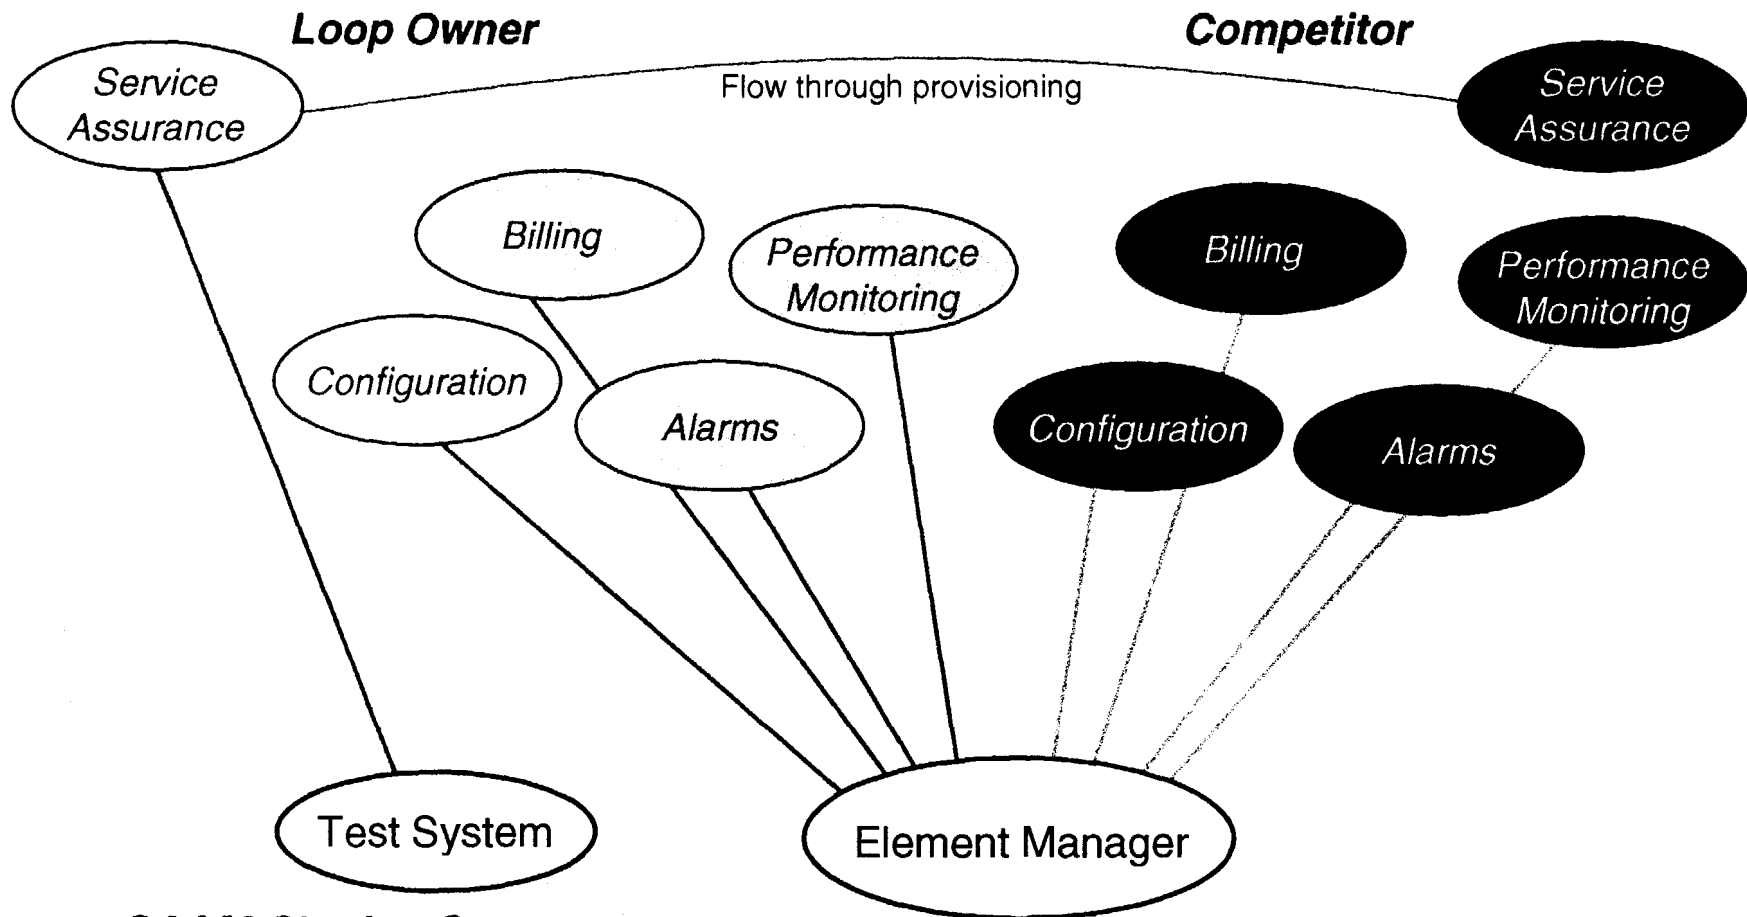 Loop Owner
Competitor
Service
Assurance
Flow through provisioning
Service
Assurance
Billing
Performance
Monitoring
Billing
Performance
Monitoring
Configuration
Alarms
Configuration
Alarms
Test System
Element Manager